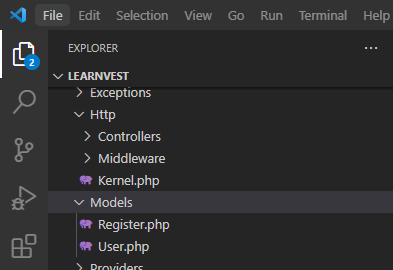 File Edit Selection View Go Run Terminal Help
EXPLORER
2
LEARNVEST
Exceptions
Http
Controllers
Middleware
Kernel.php
Models
Register.php
User.php
Providers